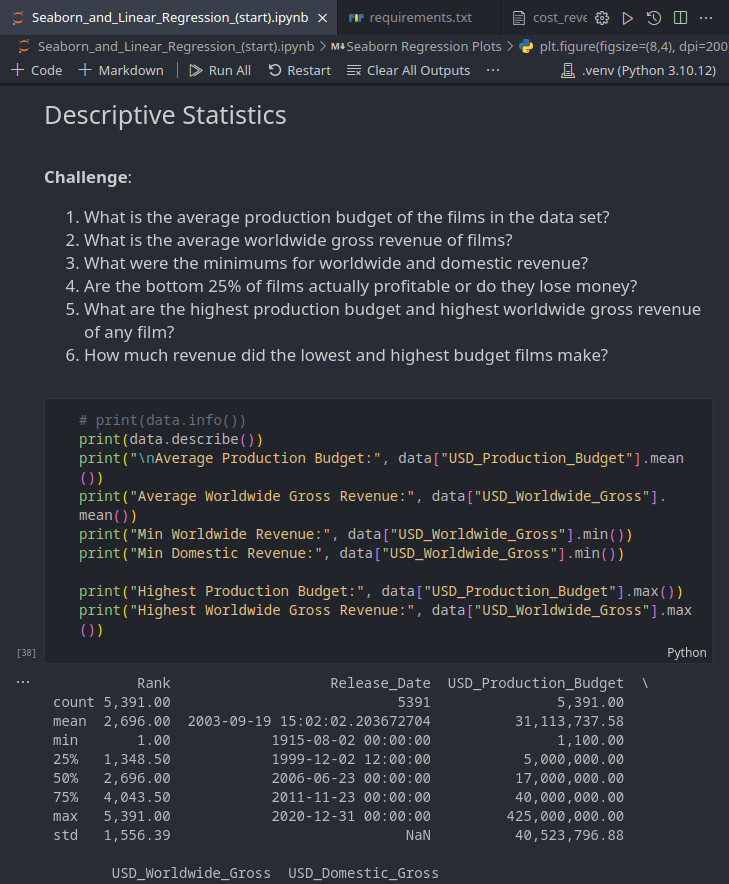 Seaborn_and_Linear_Regression_(start).ipynb
requirements.txt
cost_reve
Seaborn_and_Linear_Regression_(start).ipynb > M↓Seaborn Regression Plots > plt.figure(figsize=(8,4), dpi=200
+ Code + Markdown | Run All Restart Clear All Outputs ... .venv (Python 3.10.12)
Descriptive Statistics
Challenge:
1. What is the average production budget of the films in the data set?
2. What is the average worldwide gross revenue of films?
3. What were the minimums for worldwide and domestic revenue?
4. Are the bottom 25% of films actually profitable or do they lose money?
5. What are the highest production budget and highest worldwide gross revenue
of any film?
6. How much revenue did the lowest and highest budget films make?
# print(data.info())
print(data.describe())
print("\nAverage Production Budget:", data["USD_Production_Budget"].mean
())
print("Average Worldwide Gross Revenue:", data["USD_Worldwide_Gross"].
mean())
print("Min Worldwide Revenue:", data["USD_Worldwide_Gross"].min())
print("Min Domestic Revenue:", data["USD_Worldwide_Gross"].min())
print("Highest Production Budget:", data["USD_Production_Budget"].max())
print("Highest Worldwide Gross Revenue:", data["USD_Worldwide_Gross"].max
())
[38]
Python
...
Rank Release_Date USD_Production_Budget \
count 5,391.00 5391 5,391.00
mean 2,696.00 2003-09-19 15:02:02.203672704 31,113,737.58
min 1.00 1915-08-02 00:00:00 1,100.00
25% 1,348.50 1999-12-02 12:00:00 5,000,000.00
50% 2,696.00 2006-06-23 00:00:00 17,000,000.00
75% 4,043.50 2011-11-23 00:00:00 40,000,000.00
max 5,391.00 2020-12-31 00:00:00 425,000,000.00
std 1,556.39 NaN 40,523,796.88
USD_Worldwide_Gross USD_Domestic_Gross